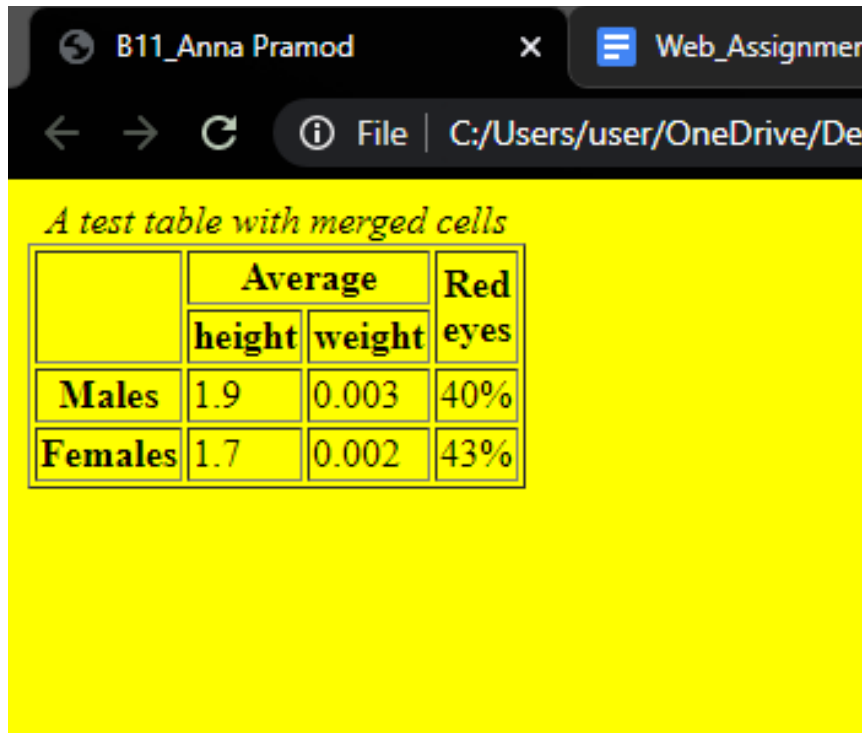 B11_Anna Pramod
Web_Assignmen
File C:/Users/user/OneDrive/De
A test table with merged cells
Average Red
eyes
height weight
Males 1.9 0.003 40%
Females 1.7 0.002 43%